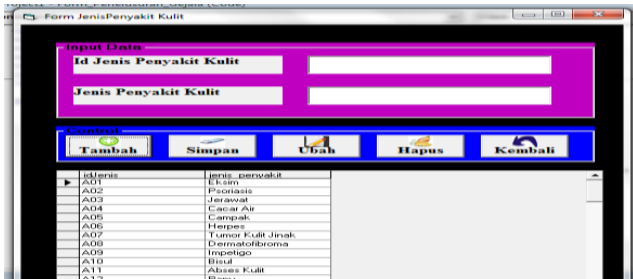 Form JenisPenyakit Kulit
Input Data
Id Jenis Penyakit Kulit
Jenis Penyakit Kulit
Control
Tambah Simpan Ubah Hapus Kembali
idJenis jenis_penyakit
A01 Eksim
A02 Psoriasis
A03 Jerawat
A04 Cacar Air
A05 Campak
A06 Herpes
A07 Tumor Kulit Jinak
A08 Dermatofibroma
A09 Impetigo
A10 Bisul
A11 Abses Kulit